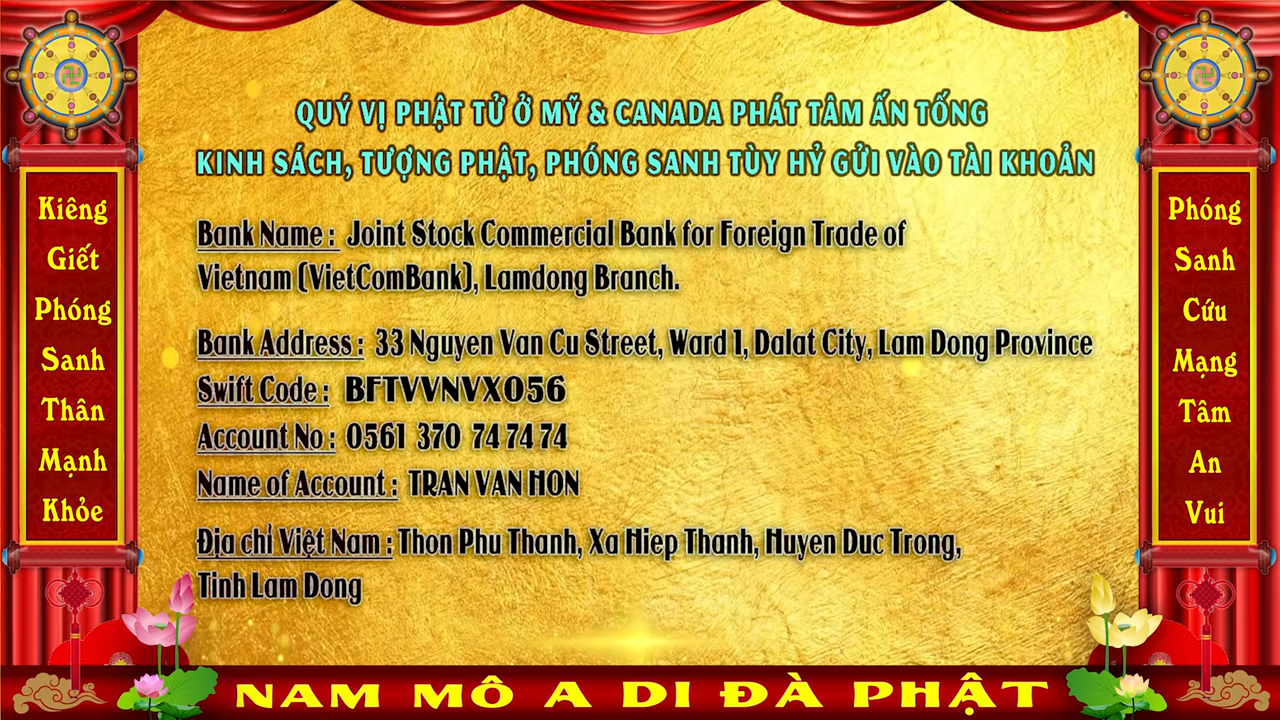 QUÝ VỊ PHẬT TỬ Ở MỸ & CANADA PHÁT TÂM ẤN TỐNG
KINH SÁCH, TƯỢNG PHẬT, PHÓNG SANH TÙY HỶ GỬI VÀO TÀI KHOẢN
Kiêng
Giết
Phóng
Sanh
Thân
Mạnh
Khỏe
Bank Name : Joint Stock Commercial Bank for Foreign Trade of
Vietnam (VietComBank), Lamdong Branch.
Bank Address : 33 Nguyen Van Cu Street, Ward 1, Dalat City, Lam Dong Province
Swift Code : BFTVVNVX056
Account No : 0561 370 74 74 74
Name of Account : TRAN VAN HON
Địa chỉ Việt Nam : Thon Phu Thanh, Xa Hiep Thanh, Huyen Duc Trong,
Tinh Lam Dong
Phóng
Sanh
Cứu
Mạng
Tâm
An
Vui
NAM MÔ A DI ĐÀ PHẬT